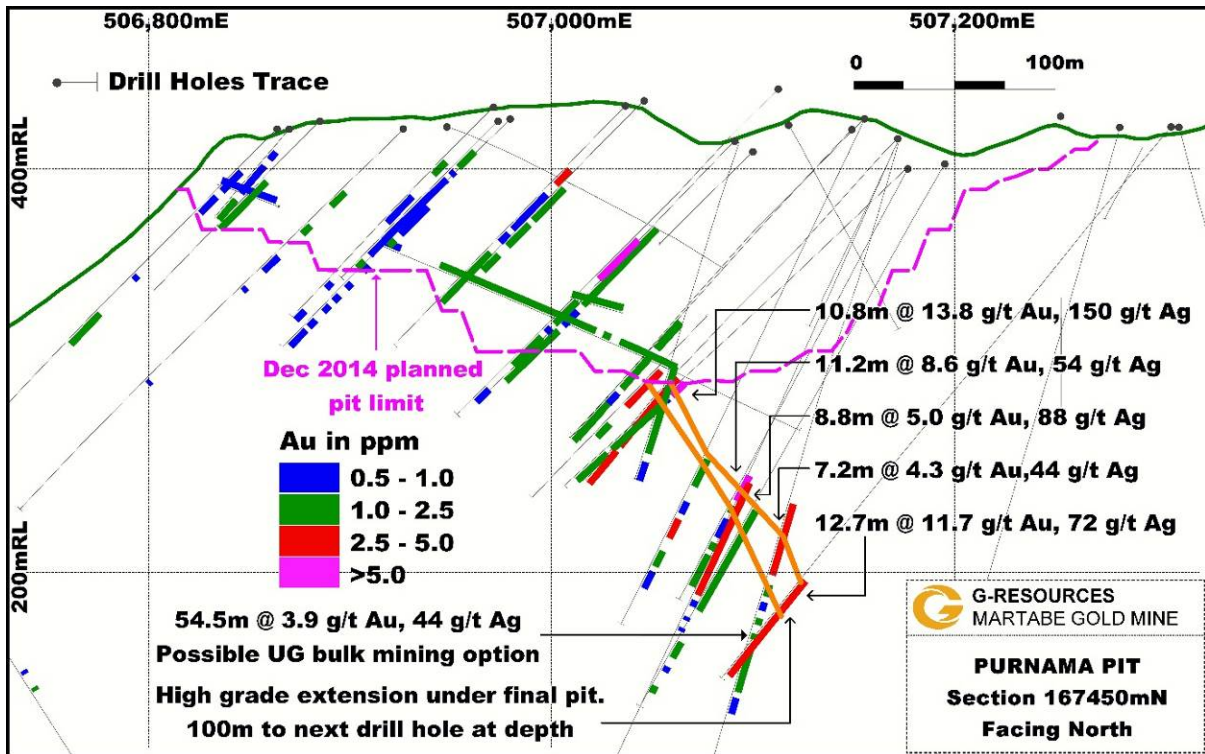 506,800mE 507,000mE 507,200mE
Drill Holes Trace
0 100m
400mRL
10.8m @ 13.8 g/t Au, 150 g/t Ag
Dec 2014 planned
pit limit
11.2m @ 8.6 g/t Au, 54 g/t Ag
8.8m @ 5.0 g/t Au, 88 g/t Ag
Au in ppm
0.5 - 1.0
1.0 - 2.5
2.5 - 5.0
>5.0
7.2m @ 4.3 g/t Au,44 g/t Ag
12.7m @ 11.7 g/t Au, 72 g/t Ag
200mRL
54.5m @ 3.9 g/t Au, 44 g/t Ag
Possible UG bulk mining option
High grade extension under final pit.
100m to next drill hole at depth
G-RESOURCES
MARTABE GOLD MINE
PURNAMA PIT
Section 167450mN
Facing North